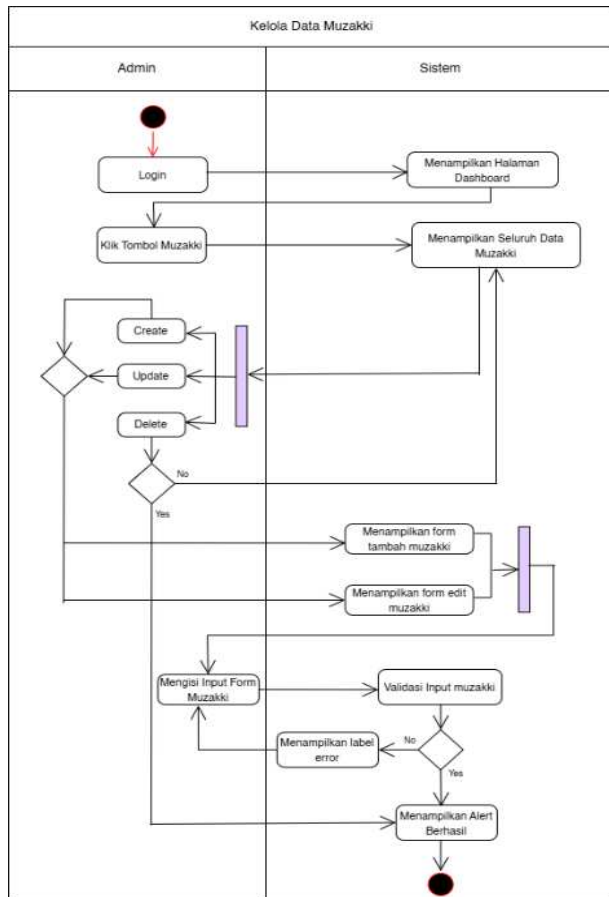 Kelola Data Muzakki
Admin
Sistem
Login
Menampilkan Halaman
Dashboard
Klik Tombol Muzakki
Menampilkan Seluruh Data
Muzakki
Create
Update
Delete
No
Yes
Menampilkan form
tambah muzakki
Menampilkan form edit
muzakki
Mengisi Input Form
Muzakki
Validasi Input muzakki
Menampilkan label
error
No
Yes
Menampilkan Alert
Berhasil